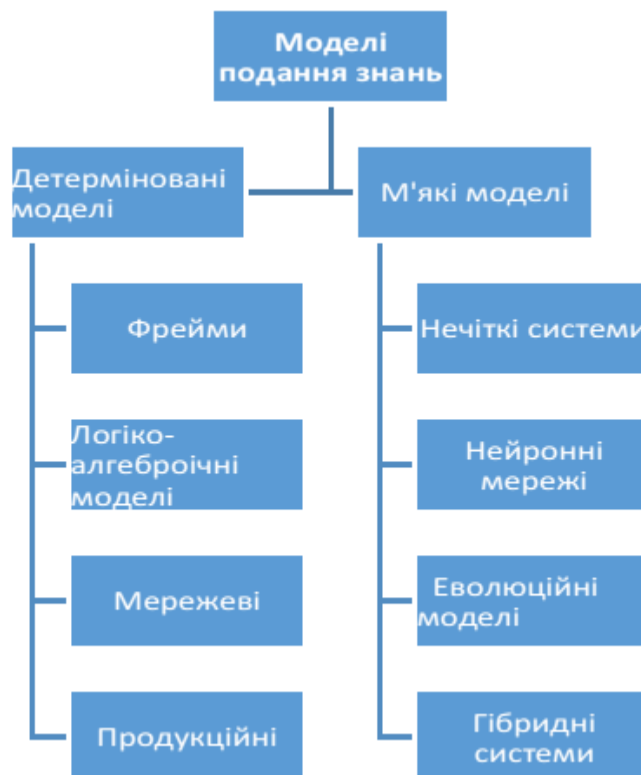 Моделі
подання знань
Детерміновані
моделі
М'які моделі
Фрейми
Нечіткі системи
Логіко-
алгеброічні
моделі
Нейронні
мережі
Мережеві
Еволюційні
моделі
Продукційні
Гібридні
системи